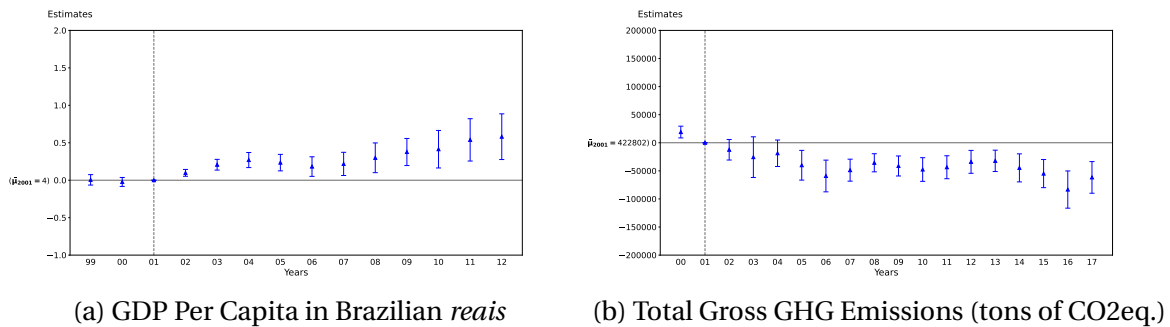 Estimates
2.0
1.5
1.0
0.5
(μ̄₂₀₀₁ = 4) 0.0
−0.5
−1.0
99 00 01 02 03 04 05 06 07 08 09 10 11 12
Years
(a) GDP Per Capita in Brazilian reais
Estimates
200000
150000
100000
50000
μ̄₂₀₀₁ = 422802) 0
−50000
−100000
−150000
−200000
00 01 02 03 04 05 06 07 08 09 10 11 12 13 14 15 16 17
Years
(b) Total Gross GHG Emissions (tons of CO2eq.)